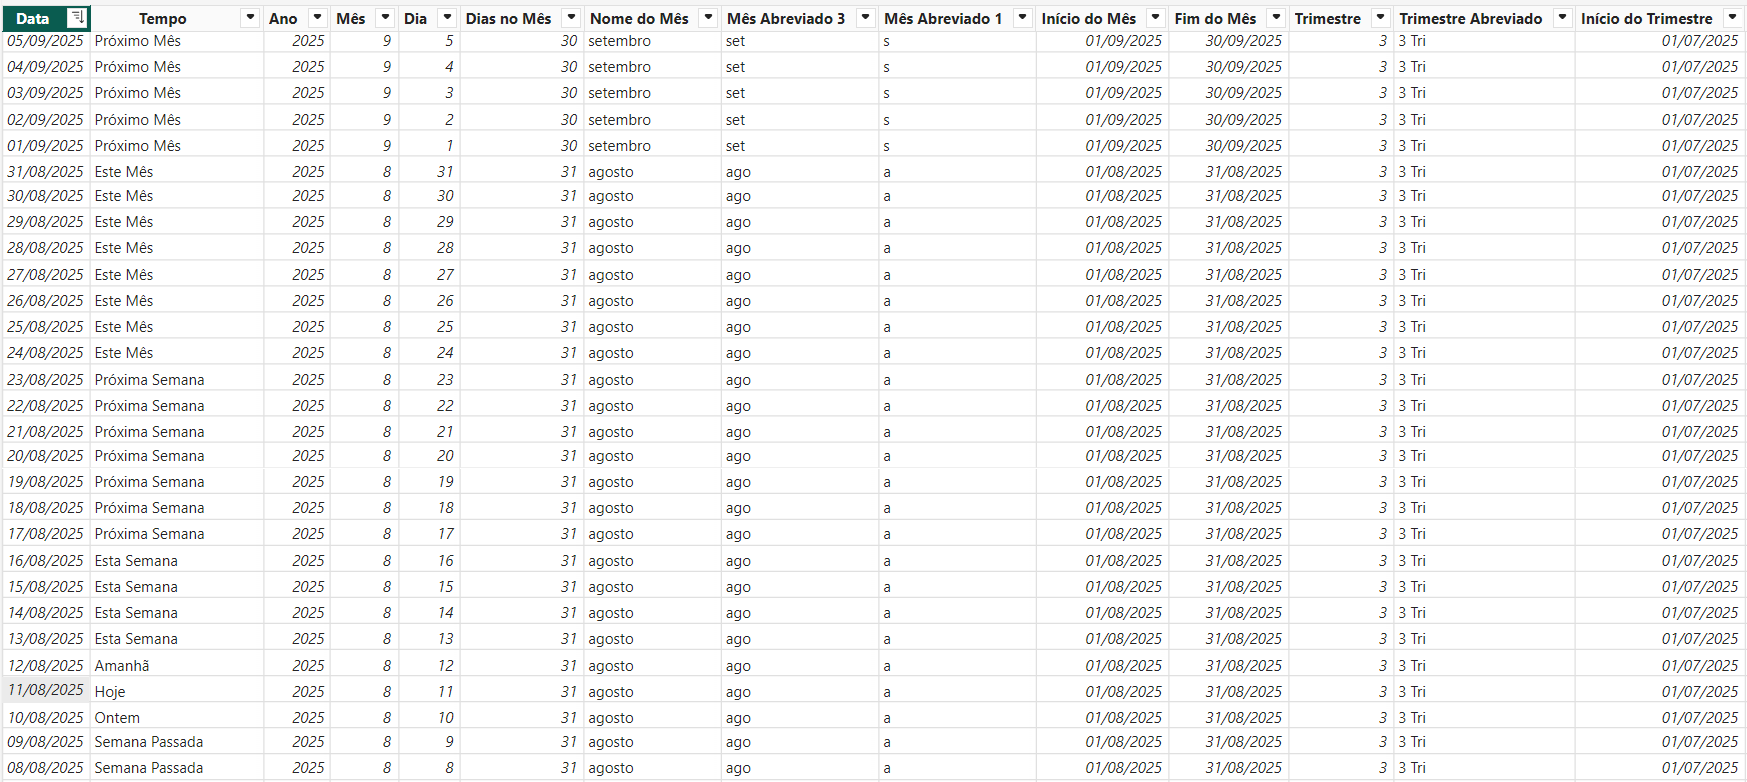 Data Tempo Ano Mês Dia Dias no Mês Nome do Mês Mês Abreviado 3 Mês Abreviado 1 Início do Mês Fim do Mês Trimestre Trimestre Abreviado Início do Trimestre
05/09/2025 Próximo Mês 2025 9 5 30 setembro set s 01/09/2025 30/09/2025 3 3 Tri 01/07/2025
04/09/2025 Próximo Mês 2025 9 4 30 setembro set s 01/09/2025 30/09/2025 3 3 Tri 01/07/2025
03/09/2025 Próximo Mês 2025 9 3 30 setembro set s 01/09/2025 30/09/2025 3 3 Tri 01/07/2025
02/09/2025 Próximo Mês 2025 9 2 30 setembro set s 01/09/2025 30/09/2025 3 3 Tri 01/07/2025
01/09/2025 Próximo Mês 2025 9 1 30 setembro set s 01/09/2025 30/09/2025 3 3 Tri 01/07/2025
31/08/2025 Este Mês 2025 8 31 31 agosto ago a 01/08/2025 31/08/2025 3 3 Tri 01/07/2025
30/08/2025 Este Mês 2025 8 30 31 agosto ago a 01/08/2025 31/08/2025 3 3 Tri 01/07/2025
29/08/2025 Este Mês 2025 8 29 31 agosto ago a 01/08/2025 31/08/2025 3 3 Tri 01/07/2025
28/08/2025 Este Mês 2025 8 28 31 agosto ago a 01/08/2025 31/08/2025 3 3 Tri 01/07/2025
27/08/2025 Este Mês 2025 8 27 31 agosto ago a 01/08/2025 31/08/2025 3 3 Tri 01/07/2025
26/08/2025 Este Mês 2025 8 26 31 agosto ago a 01/08/2025 31/08/2025 3 3 Tri 01/07/2025
25/08/2025 Este Mês 2025 8 25 31 agosto ago a 01/08/2025 31/08/2025 3 3 Tri 01/07/2025
24/08/2025 Este Mês 2025 8 24 31 agosto ago a 01/08/2025 31/08/2025 3 3 Tri 01/07/2025
23/08/2025 Próxima Semana 2025 8 23 31 agosto ago a 01/08/2025 31/08/2025 3 3 Tri 01/07/2025
22/08/2025 Próxima Semana 2025 8 22 31 agosto ago a 01/08/2025 31/08/2025 3 3 Tri 01/07/2025
21/08/2025 Próxima Semana 2025 8 21 31 agosto ago a 01/08/2025 31/08/2025 3 3 Tri 01/07/2025
20/08/2025 Próxima Semana 2025 8 20 31 agosto ago a 01/08/2025 31/08/2025 3 3 Tri 01/07/2025
19/08/2025 Próxima Semana 2025 8 19 31 agosto ago a 01/08/2025 31/08/2025 3 3 Tri 01/07/2025
18/08/2025 Próxima Semana 2025 8 18 31 agosto ago a 01/08/2025 31/08/2025 3 3 Tri 01/07/2025
17/08/2025 Próxima Semana 2025 8 17 31 agosto ago a 01/08/2025 31/08/2025 3 3 Tri 01/07/2025
16/08/2025 Esta Semana 2025 8 16 31 agosto ago a 01/08/2025 31/08/2025 3 3 Tri 01/07/2025
15/08/2025 Esta Semana 2025 8 15 31 agosto ago a 01/08/2025 31/08/2025 3 3 Tri 01/07/2025
14/08/2025 Esta Semana 2025 8 14 31 agosto ago a 01/08/2025 31/08/2025 3 3 Tri 01/07/2025
13/08/2025 Esta Semana 2025 8 13 31 agosto ago a 01/08/2025 31/08/2025 3 3 Tri 01/07/2025
12/08/2025 Amanhã 2025 8 12 31 agosto ago a 01/08/2025 31/08/2025 3 3 Tri 01/07/2025
11/08/2025 Hoje 2025 8 11 31 agosto ago a 01/08/2025 31/08/2025 3 3 Tri 01/07/2025
10/08/2025 Ontem 2025 8 10 31 agosto ago a 01/08/2025 31/08/2025 3 3 Tri 01/07/2025
09/08/2025 Semana Passada 2025 8 9 31 agosto ago a 01/08/2025 31/08/2025 3 3 Tri 01/07/2025
08/08/2025 Semana Passada 2025 8 8 31 agosto ago a 01/08/2025 31/08/2025 3 3 Tri 01/07/2025